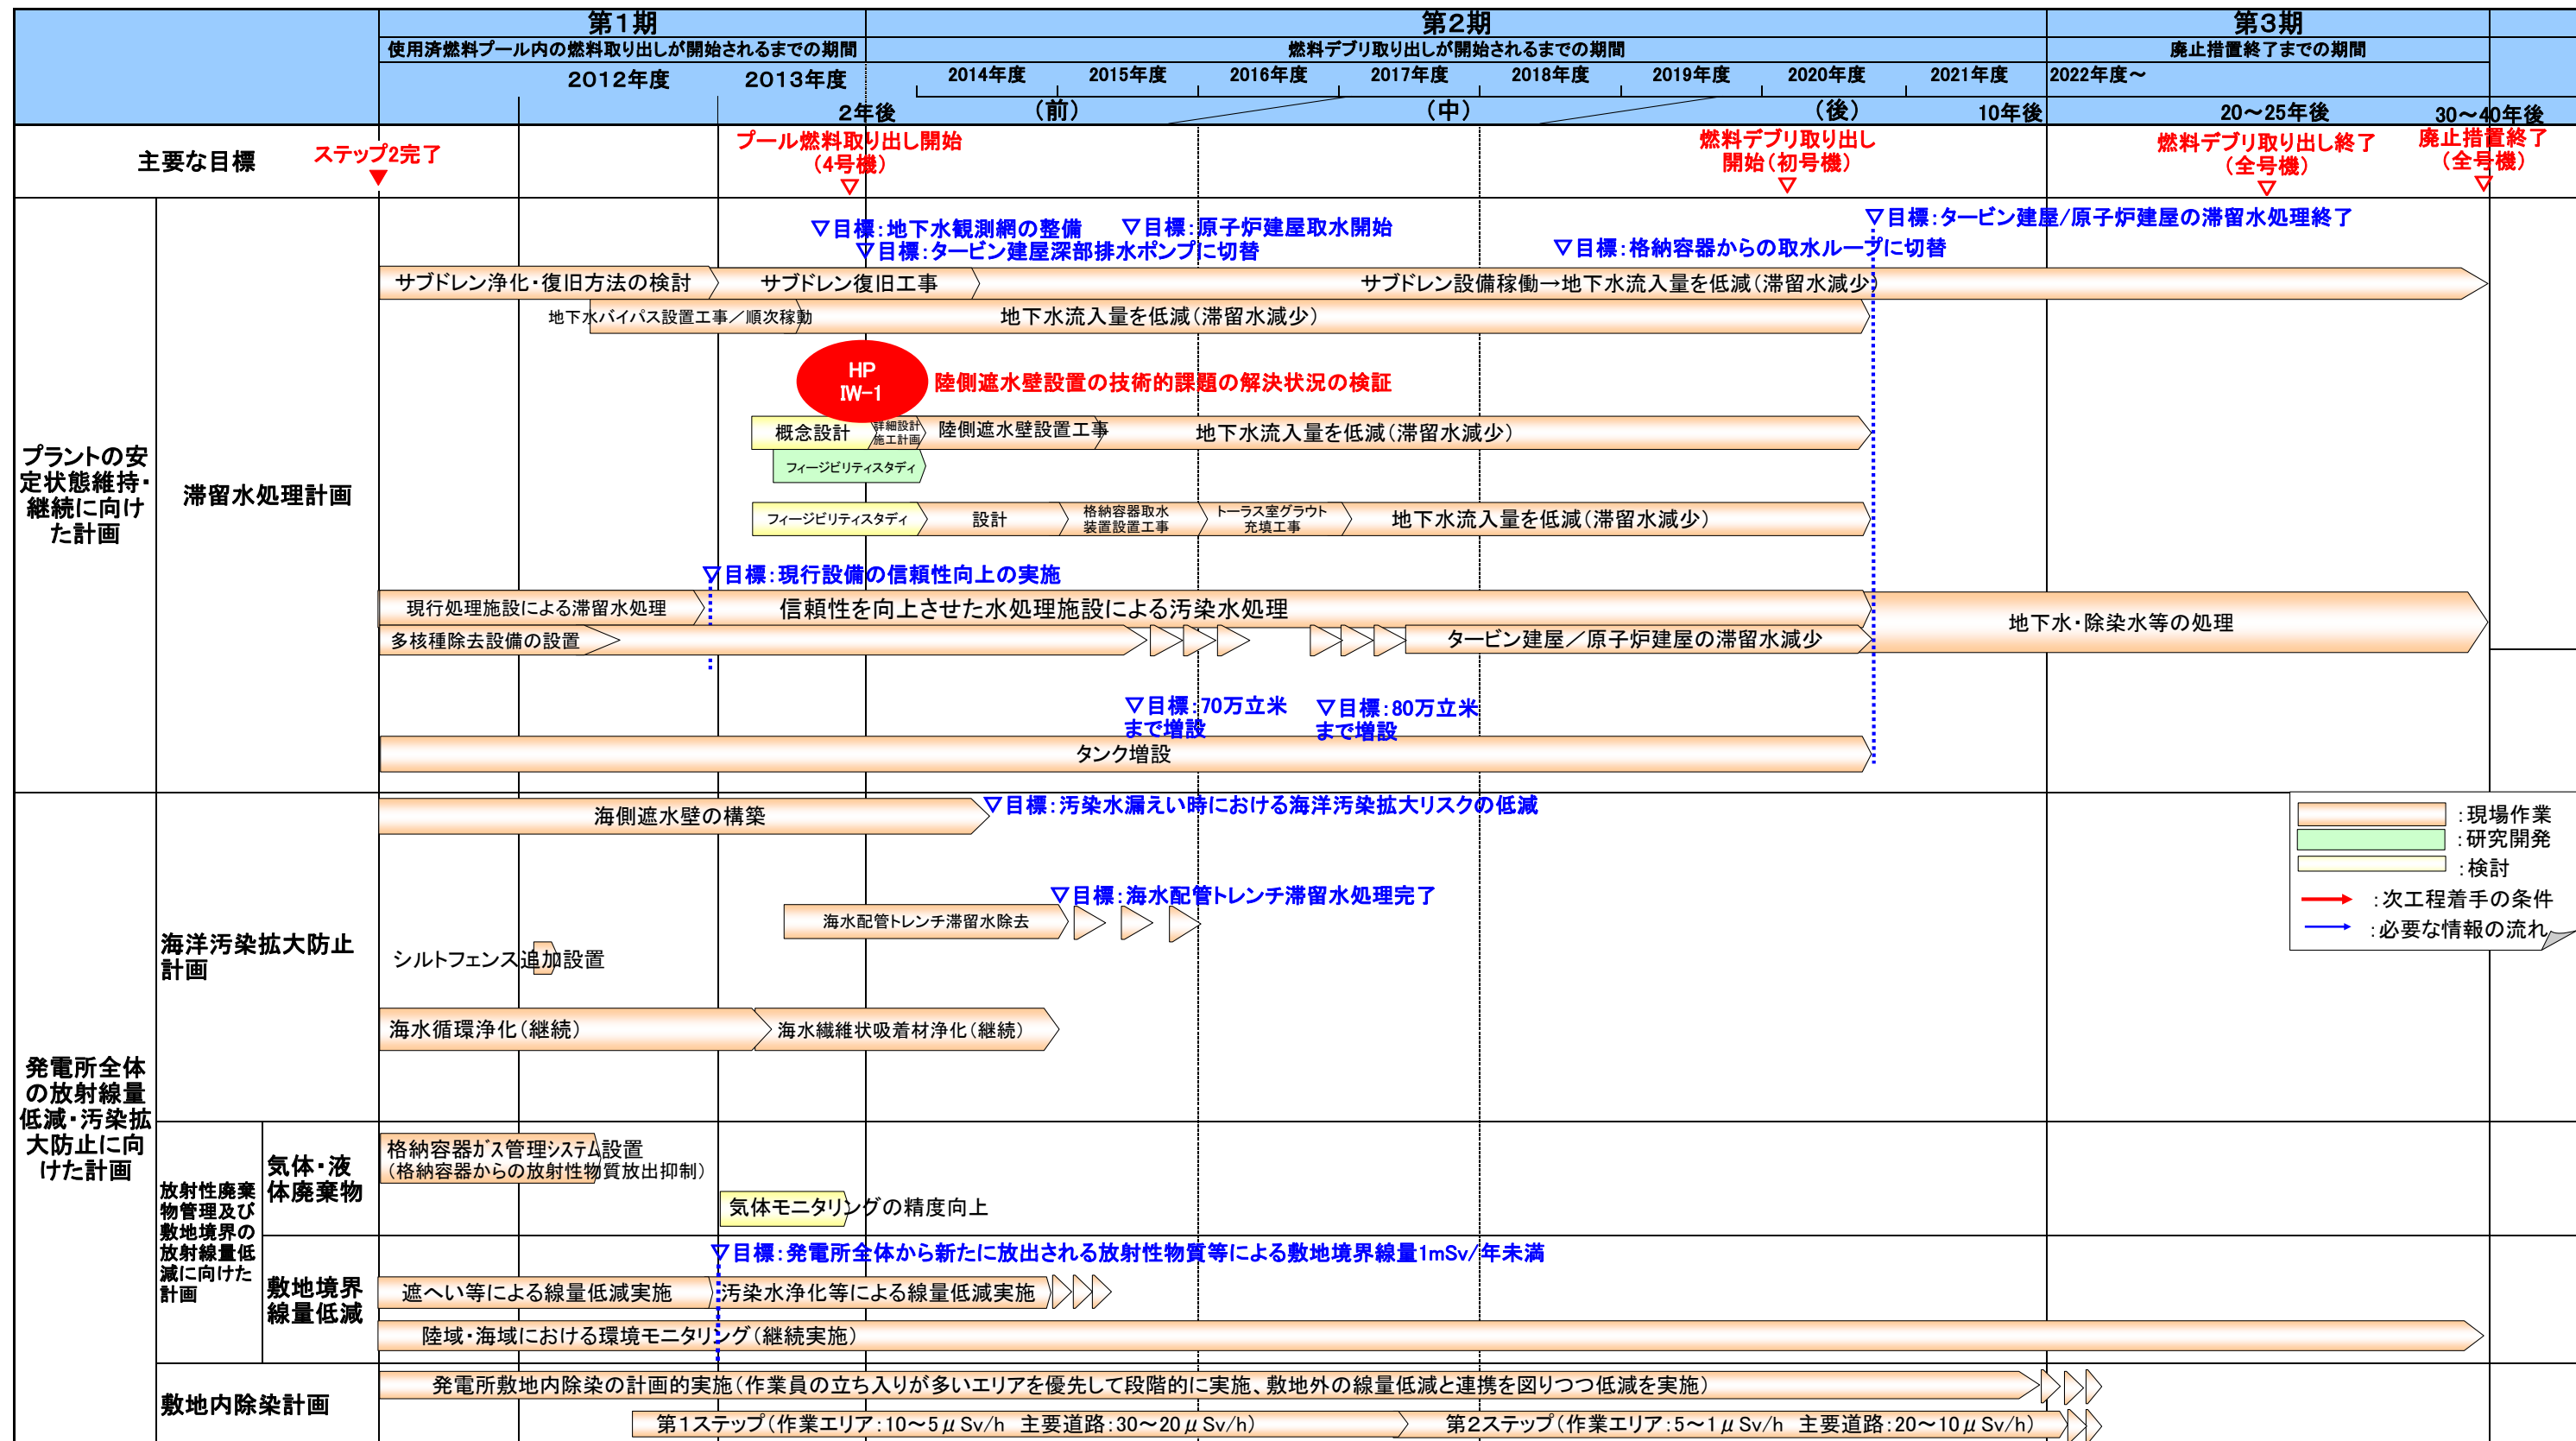 第１期
第２期
第３期
使用済燃料プール内の燃料取り出しが開始されるまでの期間
燃料デブリ取り出しが開始されるまでの期間
廃止措置終了までの期間
２０１２年度
２０１３年度
2014年度
2015年度
2016年度
2017年度
2018年度
2019年度
2020年度
2021年度
2022年度～
２年後
（前）
（中）
（後）
10年後
20～25年後
30～40年後
主要な目標
ステップ2完了
▼
プール燃料取り出し開始
（4号機）
▽
燃料デブリ取り出し
開始（初号機）
▽
燃料デブリ取り出し終了
（全号機）
▽
廃止措置終了
（全号機）
▽
プラントの安
定状態維持・
継続に向け
た計画
滞留水処理計画
▽目標：地下水観測網の整備
▽目標：原子炉建屋取水開始
▽目標：タービン建屋/原子炉建屋の滞留水処理終了
▽目標：タービン建屋深部排水ポンプに切替
▽目標：格納容器からの取水ループに切替
サブドレン浄化・復旧方法の検討
サブドレン復旧工事
サブドレン設備稼働→地下水流入量を低減（滞留水減少）
地下水バイパス設置工事／順次稼動
地下水流入量を低減（滞留水減少）
HP
IW-1
陸側遮水壁設置の技術的課題の解決状況の検証
概念設計
詳細設計
施工計画
陸側遮水壁設置工事
地下水流入量を低減（滞留水減少）
フィージビリティスタディ
フィージビリティスタディ
設計
格納容器取水
装置設置工事
トーラス室グラウト
充填工事
地下水流入量を低減（滞留水減少）
▽目標：現行設備の信頼性向上の実施
現行処理施設による滞留水処理
信頼性を向上させた水処理施設による汚染水処理
地下水・除染水等の処理
多核種除去設備の設置
タービン建屋／原子炉建屋の滞留水減少
▽目標：70万立米
まで増設
▽目標：80万立米
まで増設
タンク増設
発電所全体
の放射線量
低減・汚染拡
大防止に向
けた計画
海洋汚染拡大防止
計画
海側遮水壁の構築
▽目標：汚染水漏えい時における海洋汚染拡大リスクの低減
▽目標：海水配管トレンチ滞留水処理完了
海水配管トレンチ滞留水除去
シルトフェンス追加設置
海水循環浄化（継続）
海水繊維状吸着材浄化（継続）
：現場作業
：研究開発
：検討
：次工程着手の条件
：必要な情報の流れ
放射性廃棄
物管理及び
敷地境界の
放射線量低
減に向けた
計画
気体・液
体廃棄物
格納容器ｶﾞｽ管理ｼｽﾃﾑ設置
（格納容器からの放射性物質放出抑制）
気体モニタリングの精度向上
敷地境界
線量低減
▽目標：発電所全体から新たに放出される放射性物質等による敷地境界線量1mSv/年未満
遮へい等による線量低減実施
汚染水浄化等による線量低減実施
陸域・海域における環境モニタリング（継続実施）
敷地内除染計画
発電所敷地内除染の計画的実施（作業員の立ち入りが多いエリアを優先して段階的に実施、敷地外の線量低減と連携を図りつつ低減を実施）
第１ステップ（作業エリア：10～5μSv/h　主要道路：30～20μSv/h）
第２ステップ（作業エリア：5～1μSv/h　主要道路：20～10μSv/h）